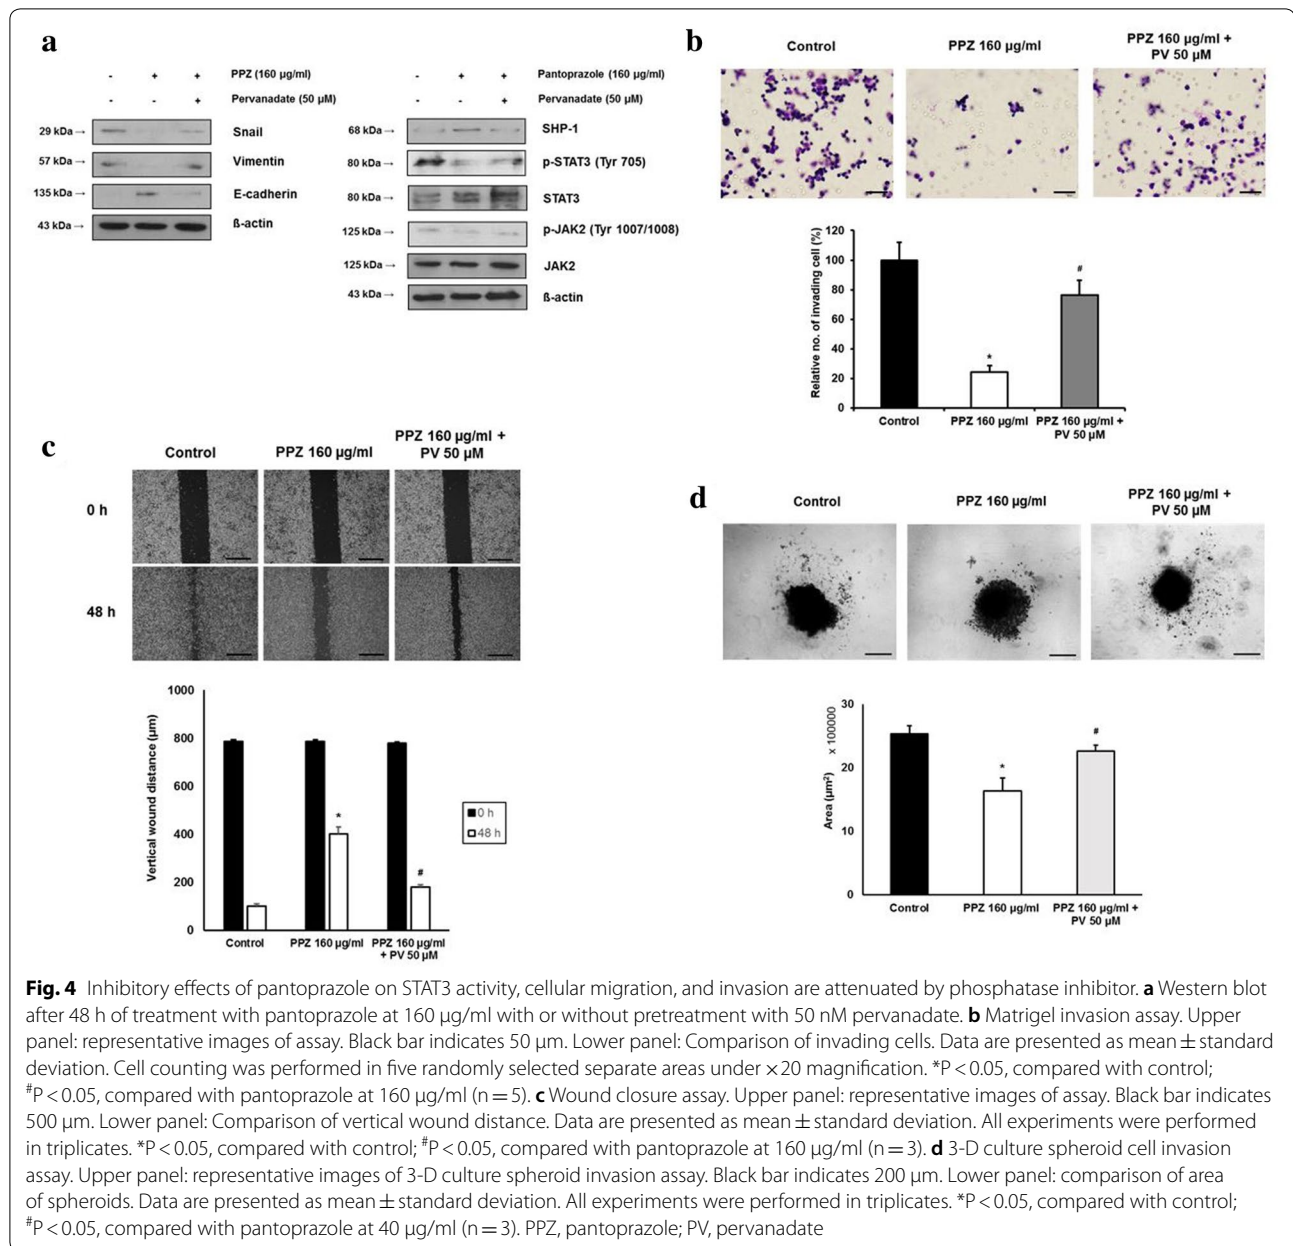 a
- + + PPZ (160 µg/ml)
- - + Pervanadate (50 µM)
29 kDa → Snail
57 kDa → Vimentin
135 kDa → E-cadherin
43 kDa → ß-actin
- + + Pantoprazole (160 µg/ml)
- - + Pervanadate (50 µM)
68 kDa → SHP-1
80 kDa → p-STAT3 (Tyr 705)
80 kDa → STAT3
125 kDa → p-JAK2 (Tyr 1007/1008)
125 kDa → JAK2
43 kDa → ß-actin
b
Control
PPZ 160 µg/ml
PPZ 160 µg/ml +
PV 50 µM
Relative no. of invading cell (%)
120
100
80
60
40
20
0
#
*
Control
PPZ 160 µg/ml
PPZ 160 µg/ml +
PV 50 µM
c
Control
PPZ 160 µg/ml
PPZ 160 µg/ml +
PV 50 µM
0 h
48 h
Vertical wound distance (µm)
1000
800
600
400
200
0
*
#
0 h
48 h
Control
PPZ 160 µg/ml
PPZ 160 µg/ml
+ PV 50 µM
d
Control
PPZ 160 µg/ml
PPZ 160 µg/ml +
PV 50 µM
Area (µm²)
x 100000
30
20
10
0
*
#
Control
PPZ 160 µg/ml
PPZ 160 µg/ml +
PV 50 µM
Fig. 4 Inhibitory effects of pantoprazole on STAT3 activity, cellular migration, and invasion are attenuated by phosphatase inhibitor. a Western blot
after 48 h of treatment with pantoprazole at 160 µg/ml with or without pretreatment with 50 nM pervanadate. b Matrigel invasion assay. Upper
panel: representative images of assay. Black bar indicates 50 µm. Lower panel: Comparison of invading cells. Data are presented as mean ± standard
deviation. Cell counting was performed in five randomly selected separate areas under ×20 magnification. *P < 0.05, compared with control;
#P < 0.05, compared with pantoprazole at 160 µg/ml (n = 5). c Wound closure assay. Upper panel: representative images of assay. Black bar indicates
500 µm. Lower panel: Comparison of vertical wound distance. Data are presented as mean ± standard deviation. All experiments were performed
in triplicates. *P < 0.05, compared with control; #P < 0.05, compared with pantoprazole at 160 µg/ml (n = 3). d 3-D culture spheroid cell invasion
assay. Upper panel: representative images of 3-D culture spheroid invasion assay. Black bar indicates 200 µm. Lower panel: comparison of area
of spheroids. Data are presented as mean ± standard deviation. All experiments were performed in triplicates. *P < 0.05, compared with control;
#P < 0.05, compared with pantoprazole at 40 µg/ml (n = 3). PPZ, pantoprazole; PV, pervanadate